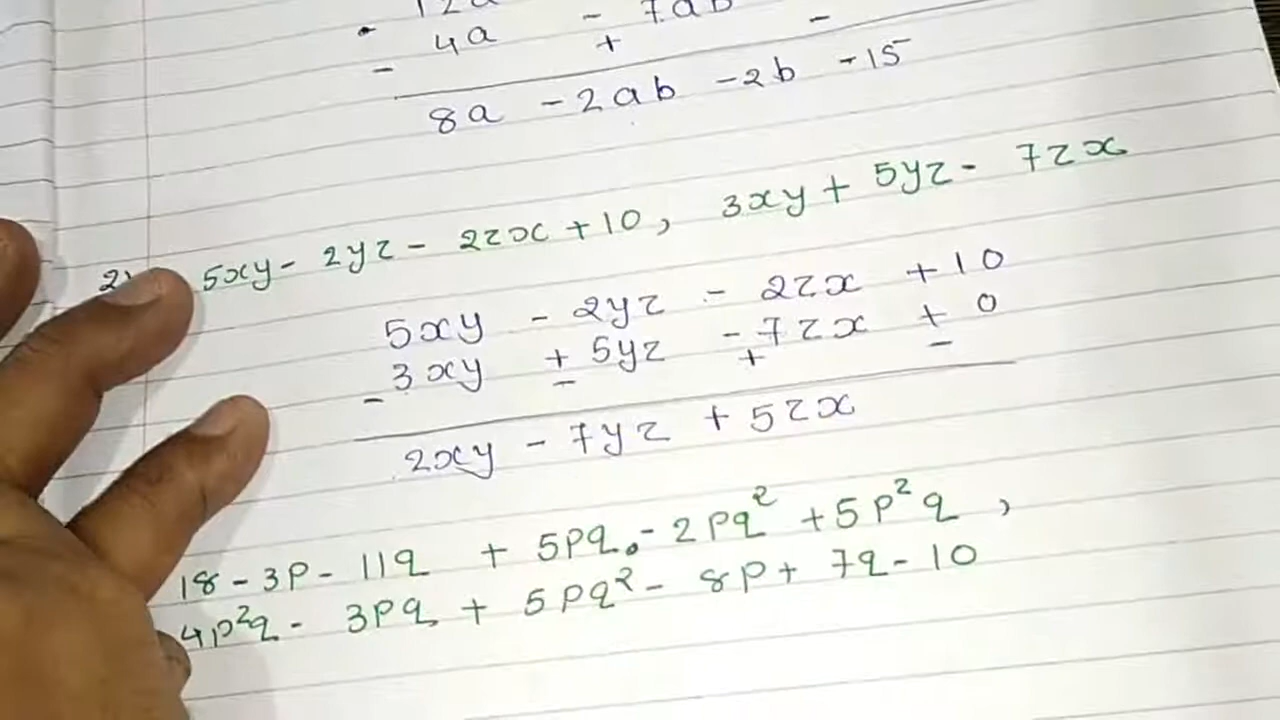 4a - 7ab -
- +
8a - 2ab - 2b - 15
2) 5xy - 2yz - 2zx + 10, 3xy + 5yz - 7zx
5xy - 2yz - 2zx + 10
3xy + 5yz - 7zx + 0
- - + -
2xy - 7yz + 5zx
18 - 3p - 11q + 5pq - 2pq² + 5p²q ,
4p²q - 3pq + 5pq² - 8p + 7q - 10